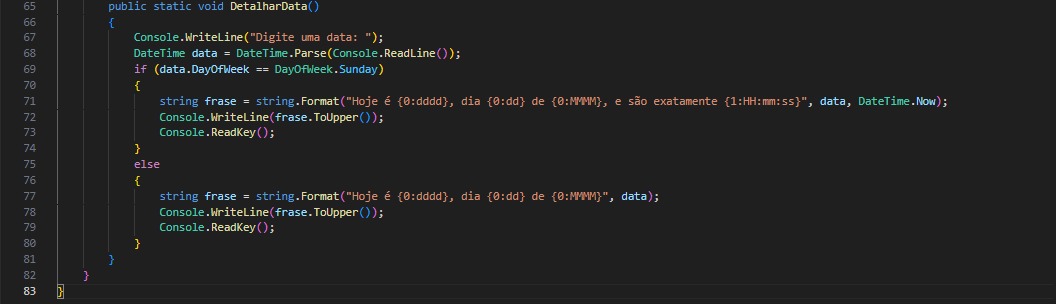 65 public static void DetalharData()
66 {
67 Console.WriteLine("Digite uma data: ");
68 DateTime data = DateTime.Parse(Console.ReadLine());
69 if (data.DayOfWeek == DayOfWeek.Sunday)
70 {
71 string frase = string.Format("Hoje é {0:dddd}, dia {0:dd} de {0:MMMM}, e são exatamente {1:HH:mm:ss}", data, DateTime.Now);
72 Console.WriteLine(frase.ToUpper());
73 Console.ReadKey();
74 }
75 else
76 {
77 string frase = string.Format("Hoje é {0:dddd}, dia {0:dd} de {0:MMMM}", data);
78 Console.WriteLine(frase.ToUpper());
79 Console.ReadKey();
80 }
81 }
82 }
83 }